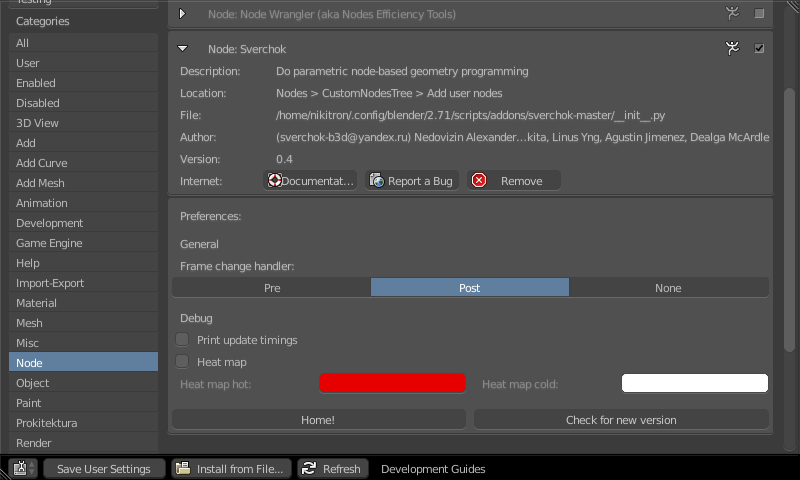 Testing
Categories
All
User
Enabled
Disabled
3D View
Add
Add Curve
Add Mesh
Animation
Development
Game Engine
Help
Import-Export
Material
Mesh
Misc
Node
Object
Paint
Prokitektura
Render
Node: Node Wrangler (aka Nodes Efficiency Tools)
Node: Sverchok
Description: Do parametric node-based geometry programming
Location: Nodes > CustomNodesTree > Add user nodes
File: /home/nikitron/.config/blender/2.71/scripts/addons/sverchok-master/__init__.py
Author: (sverchok-b3d@yandex.ru) Nedovizin Alexander...kita, Linus Yng, Agustin Jimenez, Dealga McArdle
Version: 0.4
Internet: Documentat... Report a Bug Remove
Preferences:
General
Frame change handler:
Pre Post None
Debug
Print update timings
Heat map
Heat map hot: Heat map cold:
Home! Check for new version
Save User Settings Install from File... Refresh Development Guides